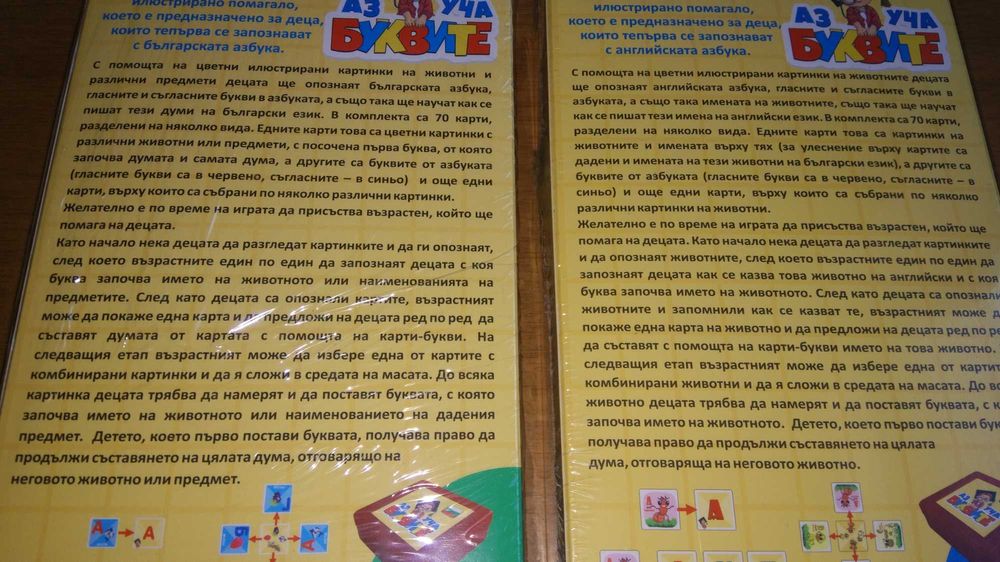 илюстрирано помагало,
което е предназначено за деца,
които тепърва се запознават
с българската азбука.
АЗ УЧА
БУКВИТЕ
С помощта на цветни илюстрирани картинки на животни и
различни предмети децата ще опознаят българската азбука,
гласните и съгласните букви в азбуката, а също така ще научат как се
пишат тези думи на български език. В комплекта са 70 карти,
разделени на няколко вида. Едните карти това са цветни картинки с
различни животни или предмети, с посочена първа буква, от която
започва думата и самата дума, а другите са буквите от азбуката
(гласните букви са в червено, съгласните – в синьо) и още едни
карти, върху които са събрани по няколко различни картинки.
Желателно е по време на играта да присъства възрастен, който ще
помага на децата.
Като начало нека децата да разгледат картинките и да ги опознаят,
след което възрастните един по един да запознаят децата с коя
буква започва името на животното или наименованията на
предметите. След като децата са опознали картите, възрастният
може да покаже една карта и да предложи на децата ред по ред да
съставят думата от картата с помощта на карти-букви. На
следващия етап възрастният може да избере една от картите с
комбинирани картинки и да я сложи в средата на масата. До всяка
картинка децата трябва да намерят и да поставят буквата, с която
започва името на животното или наименованието на дадения
предмет. Детето, което първо постави буквата, получава право да
продължи съставянето на цялата дума, отговарящо на
неговото животно или предмет.
А А
Б А
илюстрирано помагало,
което е предназначено за деца,
които тепърва се запознават
с английската азбука.
АЗ УЧА
БУКВИТЕ
С помощта на цветни илюстрирани картинки на животните децата
ще опознаят английската азбука, гласните и съгласните букви в
азбуката, а също така имената на животните, също така ще научат
как се пишат тези имена на английски език. В комплекта са 70 карти,
разделени на няколко вида. Едните карти това са картинки на
животните и имената върху тях (за улеснение върху картите са
дадени и имената на тези животни на български език), а другите са
буквите от азбуката (гласните букви са в червено, съгласните – в
синьо) и още едни карти, върху които са събрани по няколко
различни картинки на животни.
Желателно е по време на играта да присъства възрастен, който ще
помага на децата. Като начало нека децата да разгледат картинките
и да опознаят животните, след което възрастните един по един да
запознаят децата как се казва това животно на английски и с коя
буква започва името на животното. След като децата са опознали
животните и запомнили как се казват те, възрастният може д
покаже една карта на животно и да предложи на децата ред по ре
да съставят с помощта на карти-букви името на това животно.
следващия етап възрастният може да избере една от картит
комбинирани животни и да я сложи в средата на масата. До вс
животно децата трябва да намерят и да поставят буквата, с к
започва името на животното. Детето, което първо постави бук
получава право да продължи съставянето на цялата
дума, отговаряща на неговото животно.
А